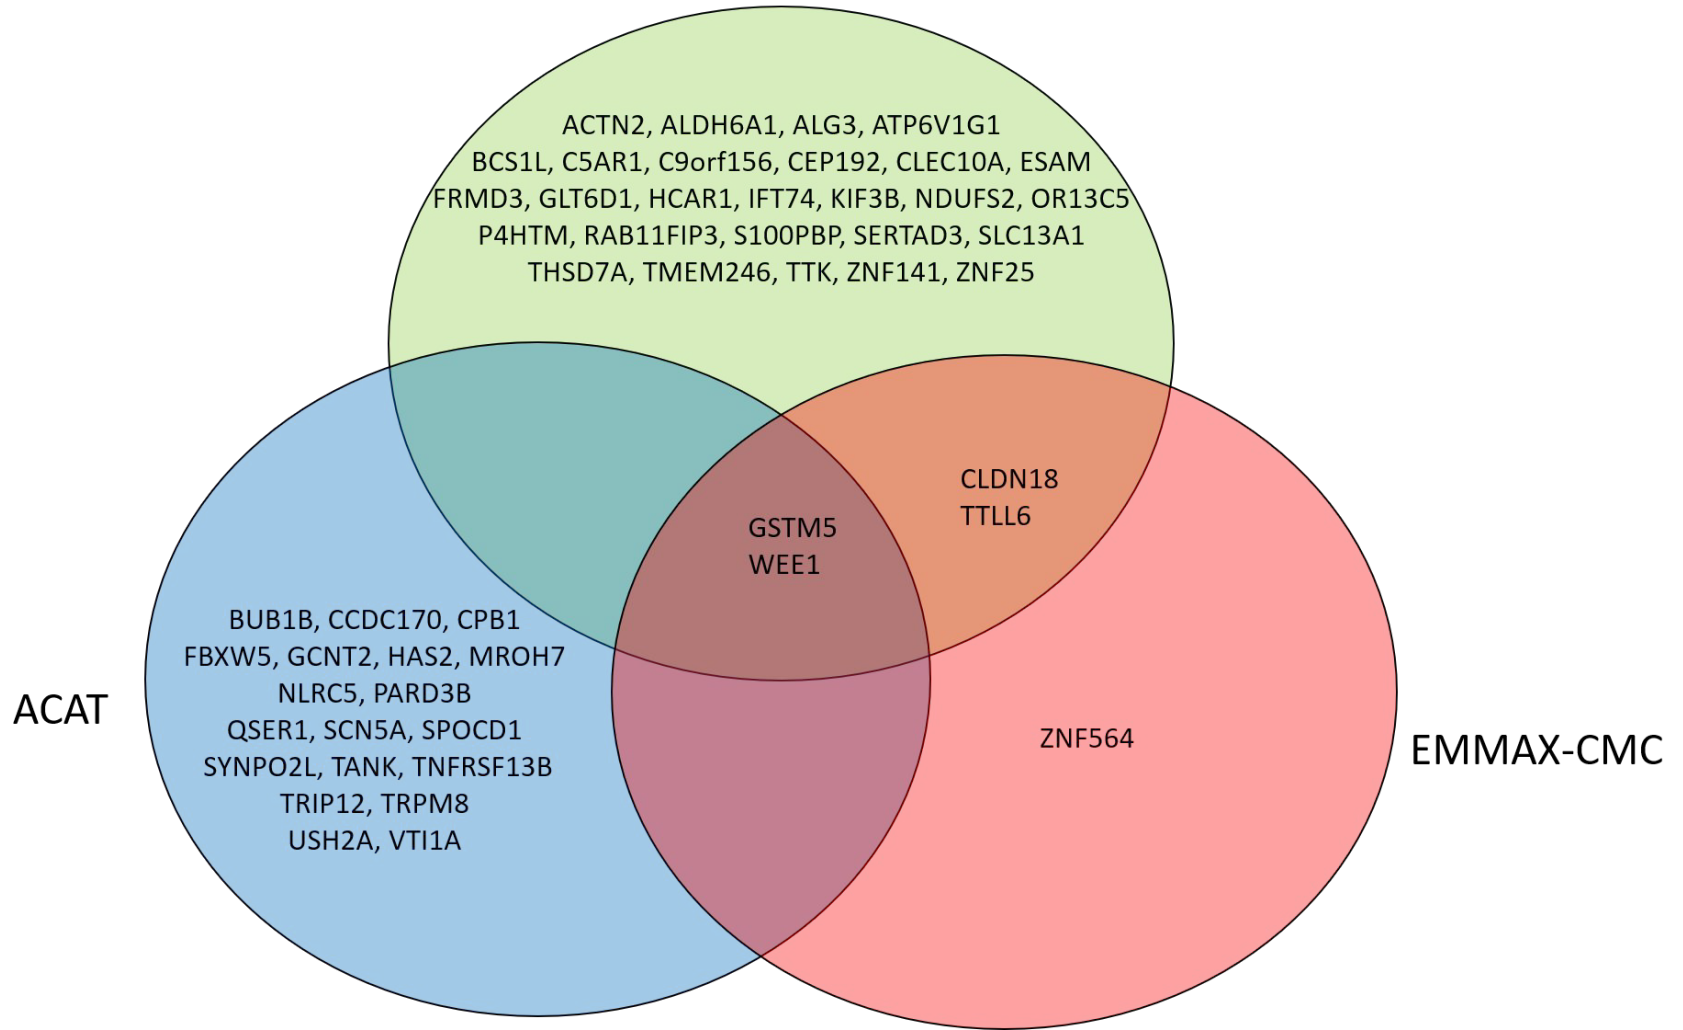 ACTN2, ALDH6A1, ALG3, ATP6V1G1
BCS1L, C5AR1, C9orf156, CEP192, CLEC10A, ESAM
FRMD3, GLT6D1, HCAR1, IFT74, KIF3B, NDUFS2, OR13C5
P4HTM, RAB11FIP3, S100PBP, SERTAD3, SLC13A1
THSD7A, TMEM246, TTK, ZNF141, ZNF25
CLDN18
TTLL6
GSTM5
WEE1
BUB1B, CCDC170, CPB1
FBXW5, GCNT2, HAS2, MROH7
NLRC5, PARD3B
QSER1, SCN5A, SPOCD1
SYNPO2L, TANK, TNFRSF13B
TRIP12, TRPM8
USH2A, VTI1A
ACAT
ZNF564
EMMAX-CMC